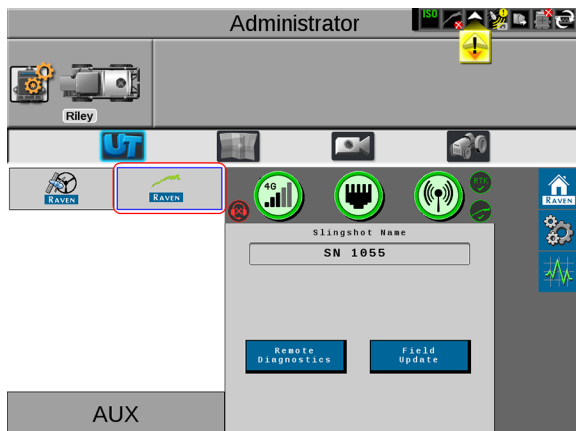 Administrator
ISO
Riley
UT
RAVEN
RAVEN
4G
RTK
RAVEN
Slingshot Name
SN 1055
Remote
Diagnostics
Field
Update
AUX